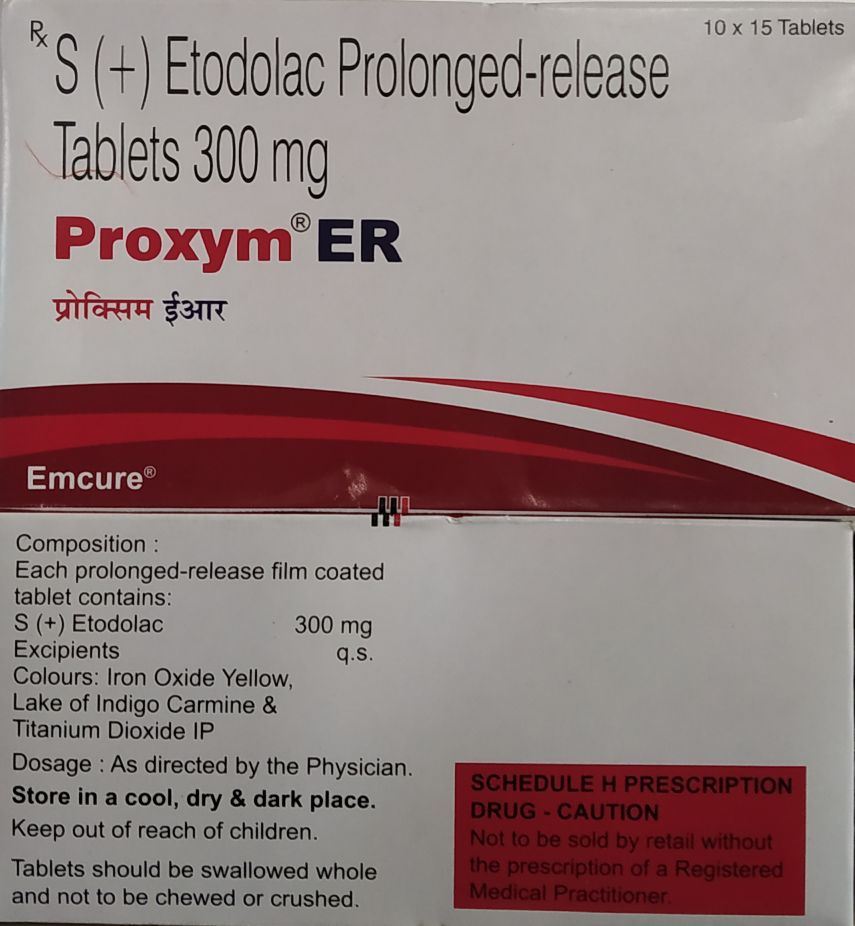 Rx
10 x 15 Tablets
S (+) Etodolac Prolonged-release
Tablets 300 mg
Proxym® ER
प्रोक्सिम ईआर
Emcure®
Composition :
Each prolonged-release film coated
tablet contains:
S (+) Etodolac 300 mg
Excipients q.s.
Colours: Iron Oxide Yellow,
Lake of Indigo Carmine &
Titanium Dioxide IP
Dosage : As directed by the Physician.
Store in a cool, dry & dark place.
Keep out of reach of children.
Tablets should be swallowed whole
and not to be chewed or crushed.
SCHEDULE H PRESCRIPTION
DRUG - CAUTION
Not to be sold by retail without
the prescription of a Registered
Medical Practitioner.